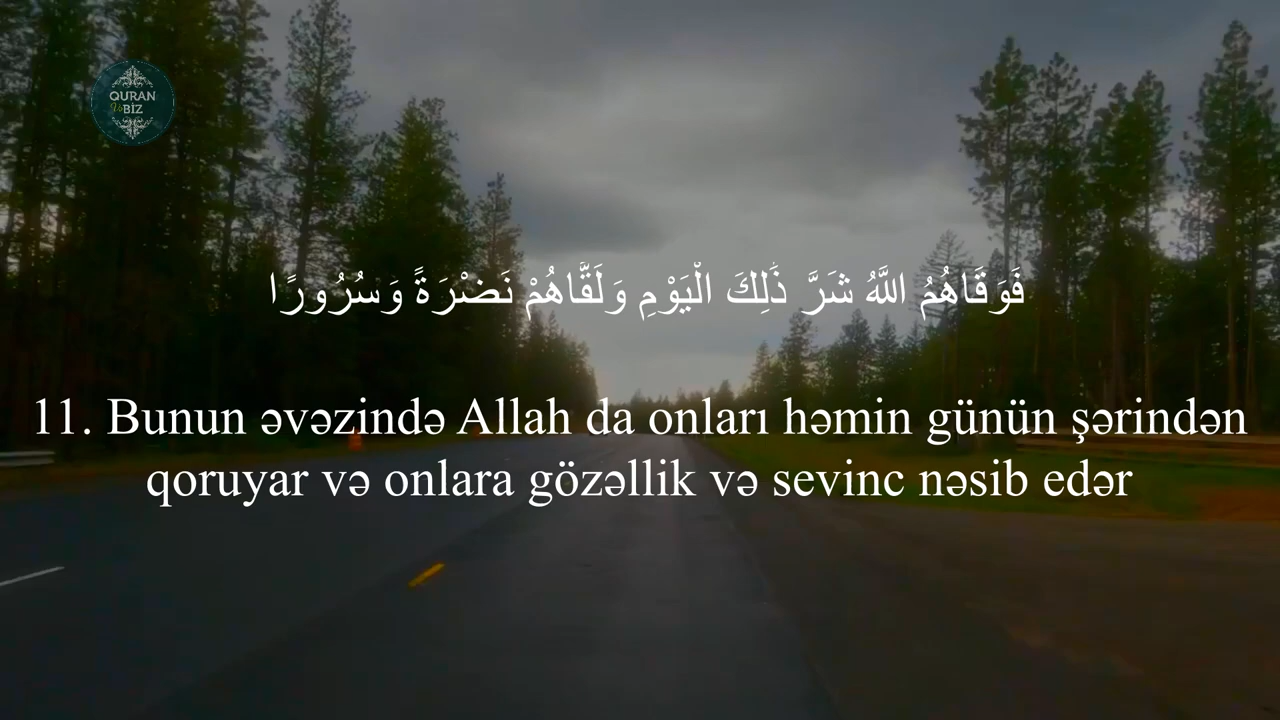 QURAN
Və
BİZ
فَوَقَاهُمُ اللَّهُ شَرَّ ذَٰلِكَ الْيَوْمِ وَلَقَّاهُمْ نَضْرَةً وَسُرُورًا
11. Bunun əvəzində Allah da onları həmin günün şərindən
qoruyar və onlara gözəllik və sevinc nəsib edər